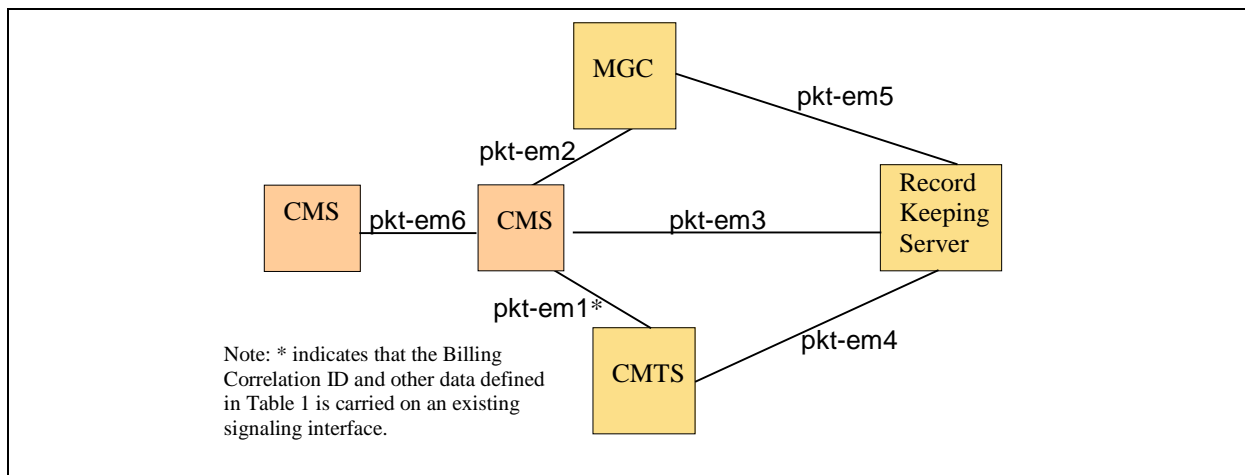 MGC
pkt-em5
pkt-em2
Record
Keeping
Server
CMS
pkt-em6
CMS
pkt-em3
pkt-em1*
CMTS
pkt-em4
Note: * indicates that the Billing
Correlation ID and other data defined
in Table 1 is carried on an existing
signaling interface.